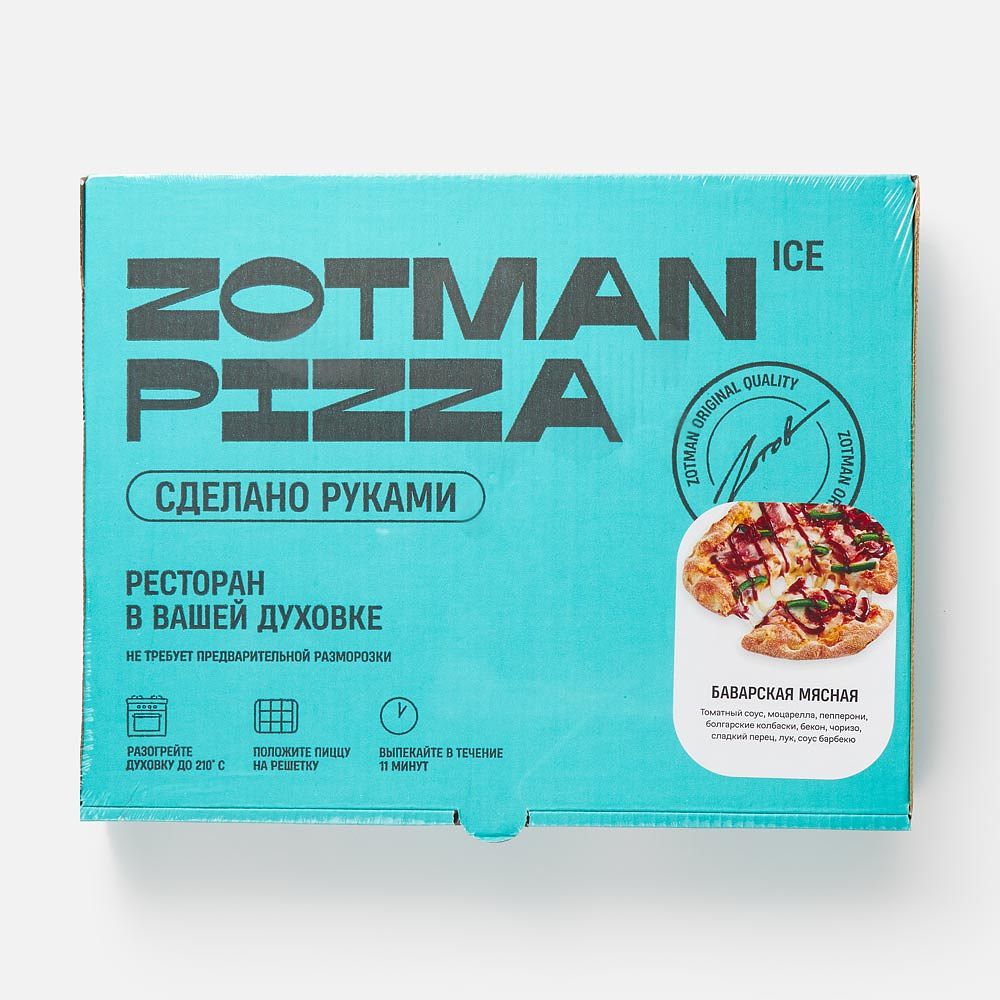 ZOTMAN ICE
PIZZA
ZOTMAN ORIGINAL QUALITY
ZOTMAN
Зотов
СДЕЛАНО РУКАМИ
РЕСТОРАН
В ВАШЕЙ ДУХОВКЕ
НЕ ТРЕБУЕТ ПРЕДВАРИТЕЛЬНОЙ РАЗМОРОЗКИ
РАЗОГРЕЙТЕ
ДУХОВКУ ДО 210° С
ПОЛОЖИТЕ ПИЦЦУ
НА РЕШЕТКУ
ВЫПЕКАЙТЕ В ТЕЧЕНИЕ
11 МИНУТ
БАВАРСКАЯ МЯСНАЯ
Томатный соус, моцарелла, пепперони,
болгарские колбаски, бекон, чоризо,
сладкий перец, лук, соус барбекю